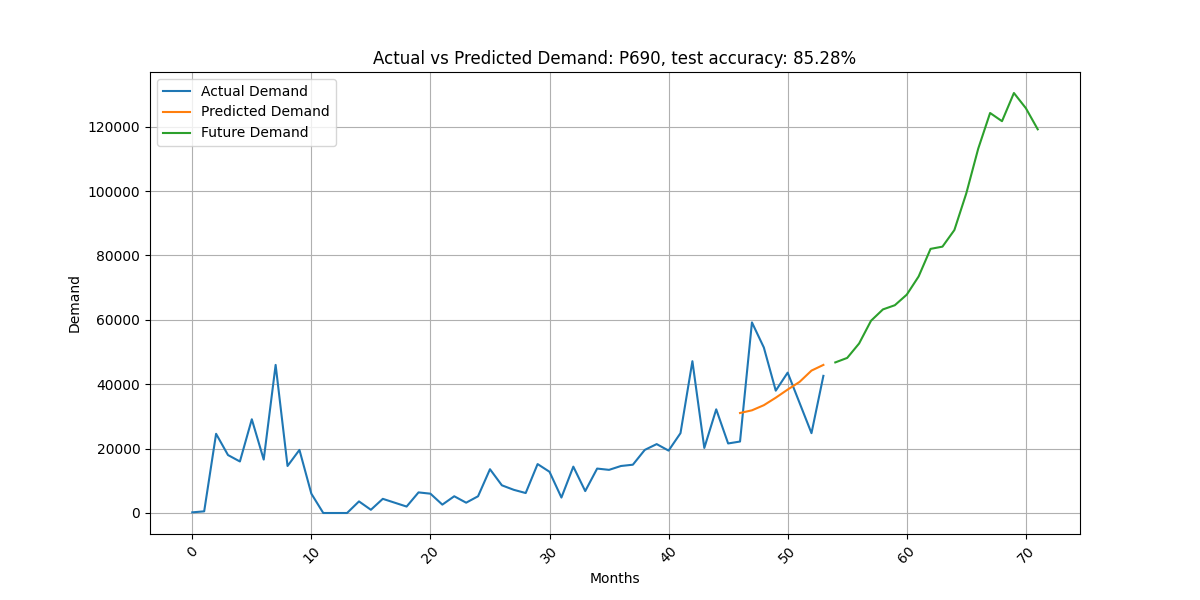 Actual vs Predicted Demand: P690, test accuracy: 85.28%
Actual Demand
Predicted Demand
Future Demand
120000
100000
80000
60000
40000
20000
0
Demand
0 10 20 30 40 50 60 70
Months